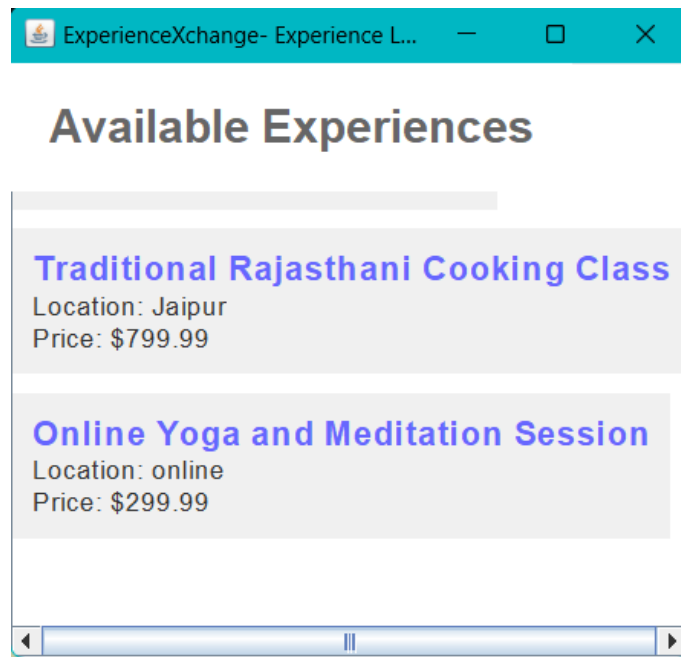 ExperienceXchange- Experience L...
Available Experiences
Traditional Rajasthani Cooking Class
Location: Jaipur
Price: $799.99
Online Yoga and Meditation Session
Location: online
Price: $299.99